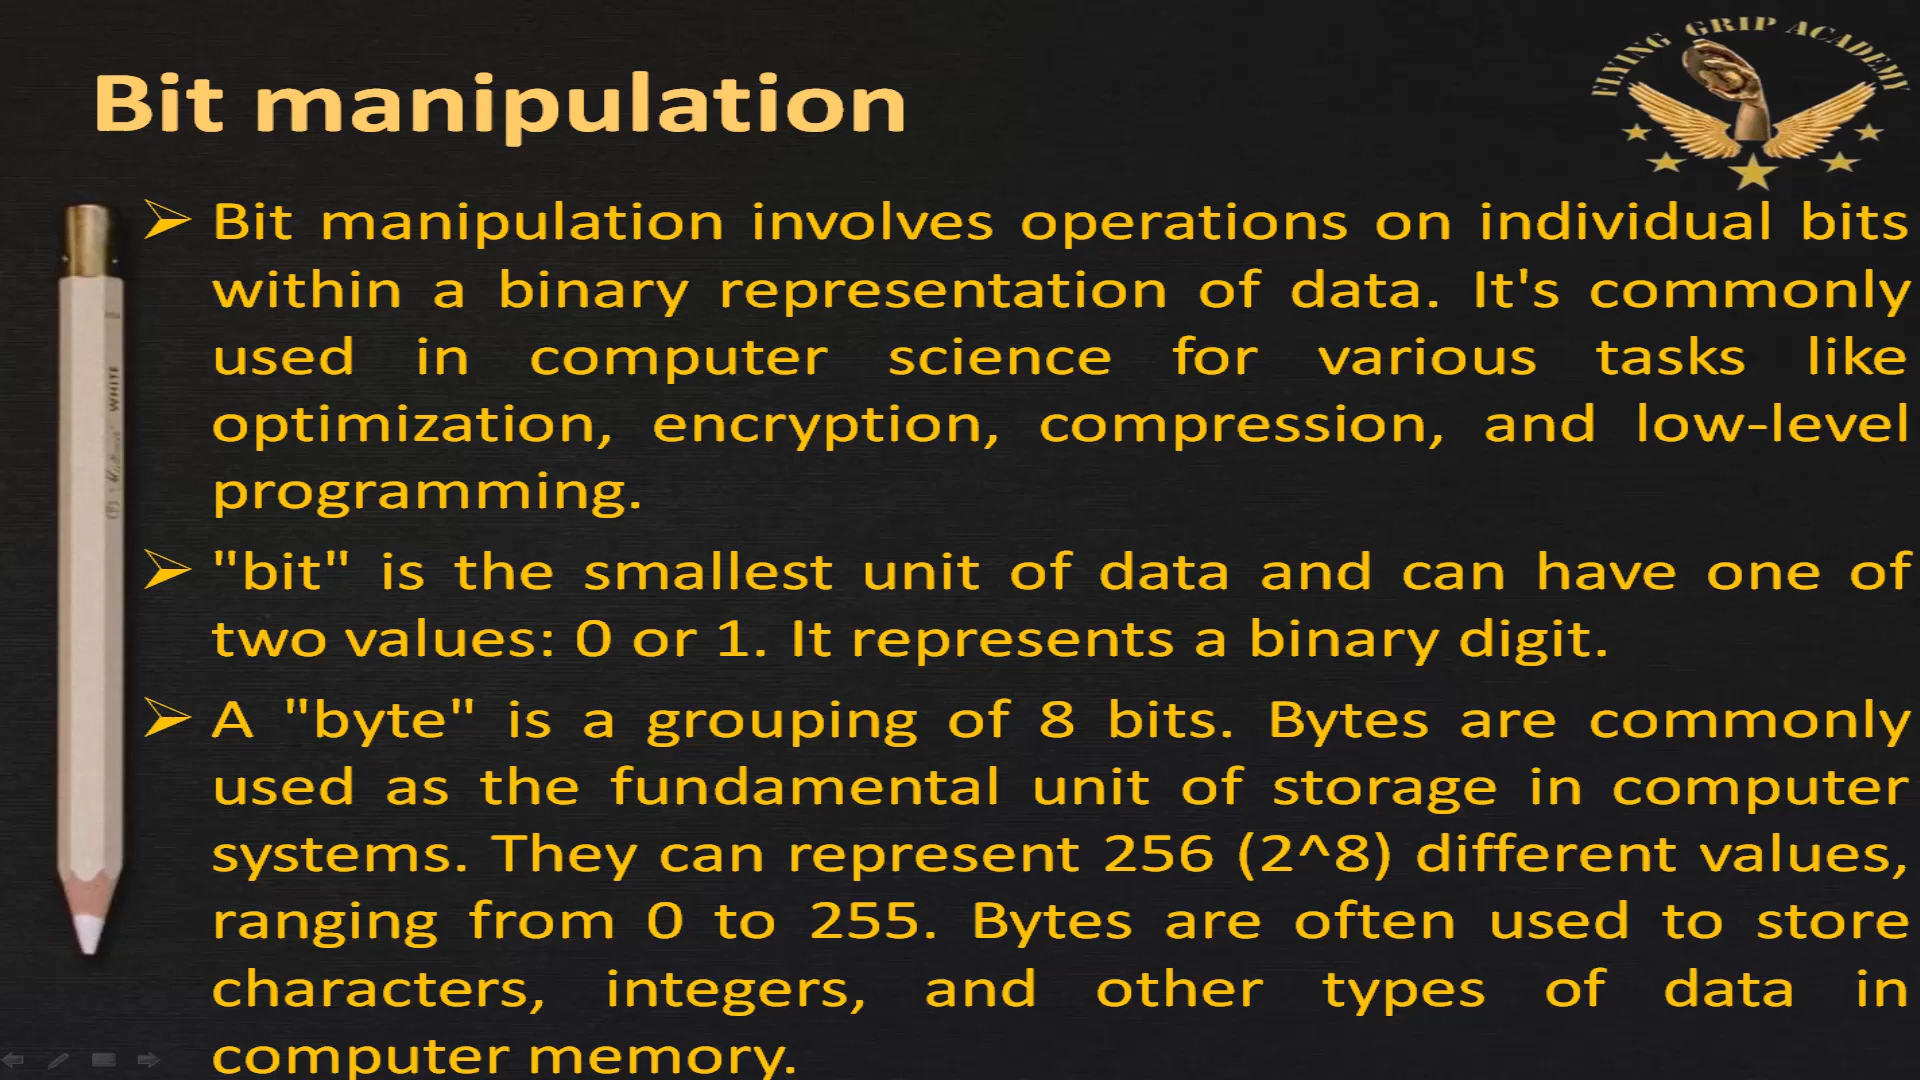 FLYING GRIP ACADEMY
Bit manipulation
Bit manipulation involves operations on individual bits
within a binary representation of data. It's commonly
used in computer science for various tasks like
optimization, encryption, compression, and low-level
programming.
"bit" is the smallest unit of data and can have one of
two values: 0 or 1. It represents a binary digit.
A "byte" is a grouping of 8 bits. Bytes are commonly
used as the fundamental unit of storage in computer
systems. They can represent 256 (2^8) different values,
ranging from 0 to 255. Bytes are often used to store
characters, integers, and other types of data in
computer memory.
WHITE